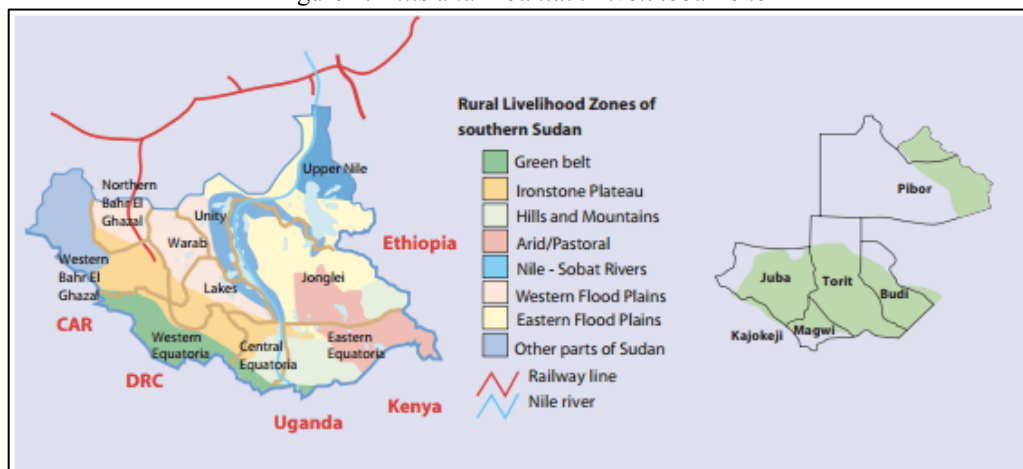 Rural Livelihood Zones of
southern Sudan
Green belt
Ironstone Plateau
Hills and Mountains
Arid/Pastoral
Nile - Sobat Rivers
Western Flood Plains
Eastern Flood Plains
Other parts of Sudan
Railway line
Nile river
Upper Nile
Northern
Bahr El
Ghazal
Unity
Warab
Ethiopia
Western
Bahr El
Ghazal
Lakes
Jonglei
CAR
Western
Equatoria
Central
Equatoria
Eastern
Equatoria
DRC
Kenya
Uganda
Pibor
Juba
Torit
Budi
Kajokeji
Magwi